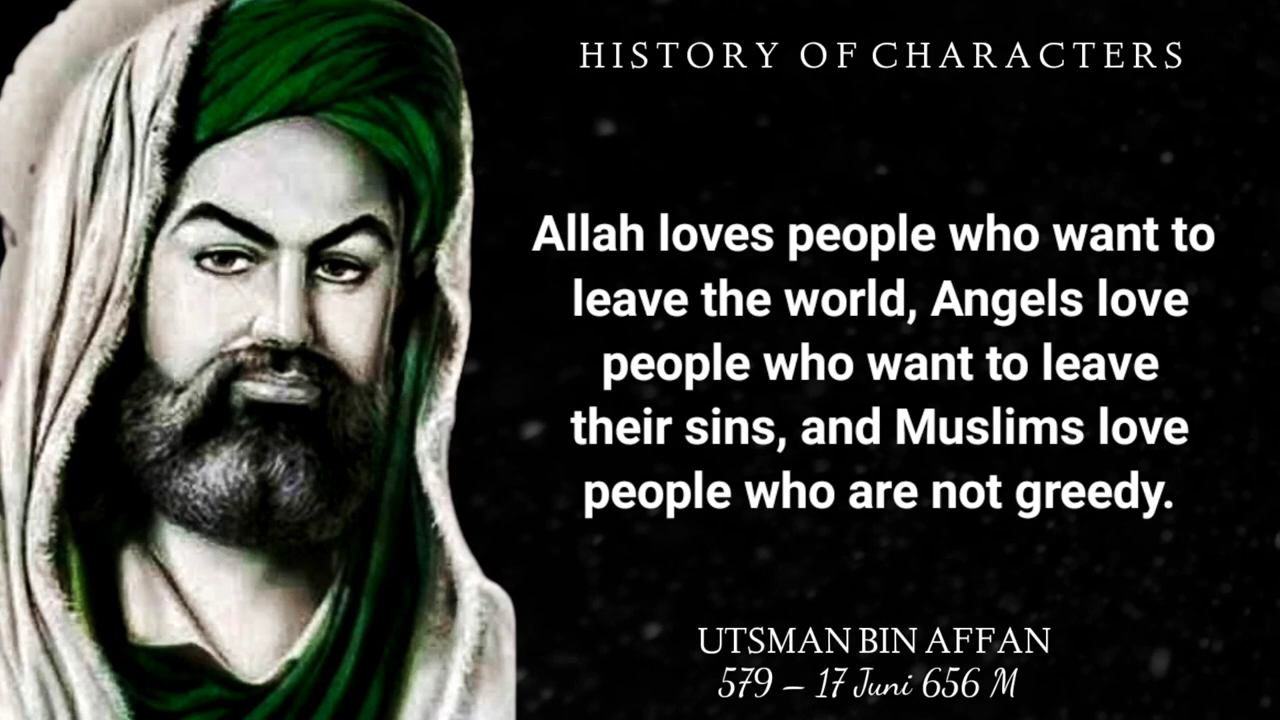 HISTORY OF CHARACTERS
Allah loves people who want to
leave the world, Angels love
people who want to leave
their sins, and Muslims love
people who are not greedy.
UTSMAN BIN AFFAN
579 – 17 Juni 656 M